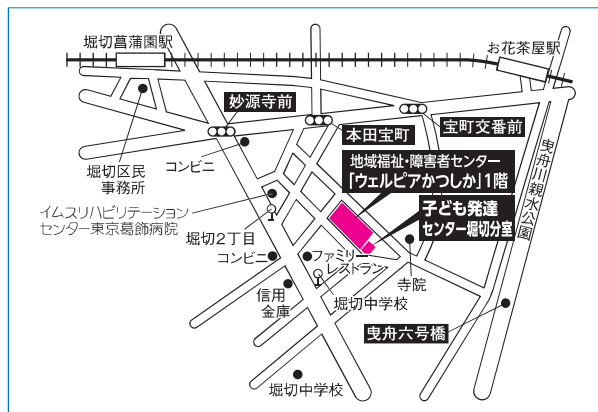 堀切菖蒲園駅
お花茶屋駅
妙源寺前
本田宝町
宝町交番前
堀切区民
事務所
コンビニ
地域福祉・障害者センター
「ウェルピアかつしか」1階
子ども発達
センター堀切分室
曳舟川親水公園
イムスリハビリテーション
センター東京葛飾病院
堀切2丁目
コンビニ
ファミリー
レストラン
寺院
信用
金庫
堀切中学校
曳舟六号橋
堀切中学校